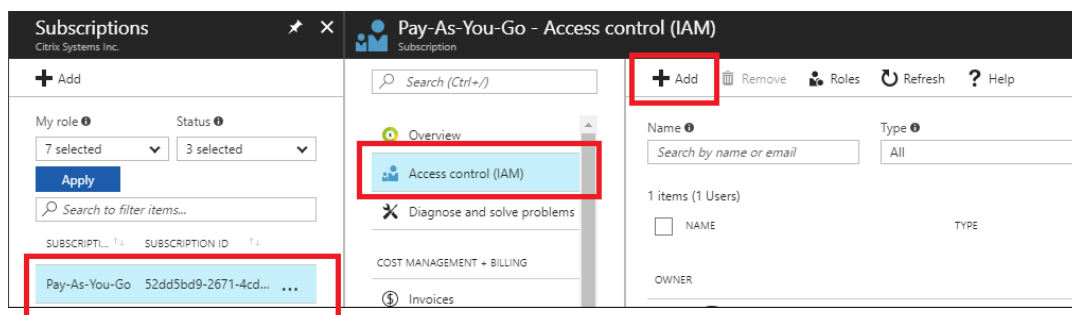 Subscriptions
Citrix Systems Inc.
Add
My role
Status
7 selected
3 selected
Apply
Search to filter items...
SUBSCRIPTI...
SUBSCRIPTION ID
Pay-As-You-Go
52dd5bd9-2671-4cd...
...
Pay-As-You-Go - Access control (IAM)
Subscription
Search (Ctrl+/)
Overview
Access control (IAM)
Diagnose and solve problems
COST MANAGEMENT + BILLING
Invoices
Add
Remove
Roles
Refresh
? Help
Name
Type
Search by name or email
All
1 items (1 Users)
NAME
TYPE
OWNER